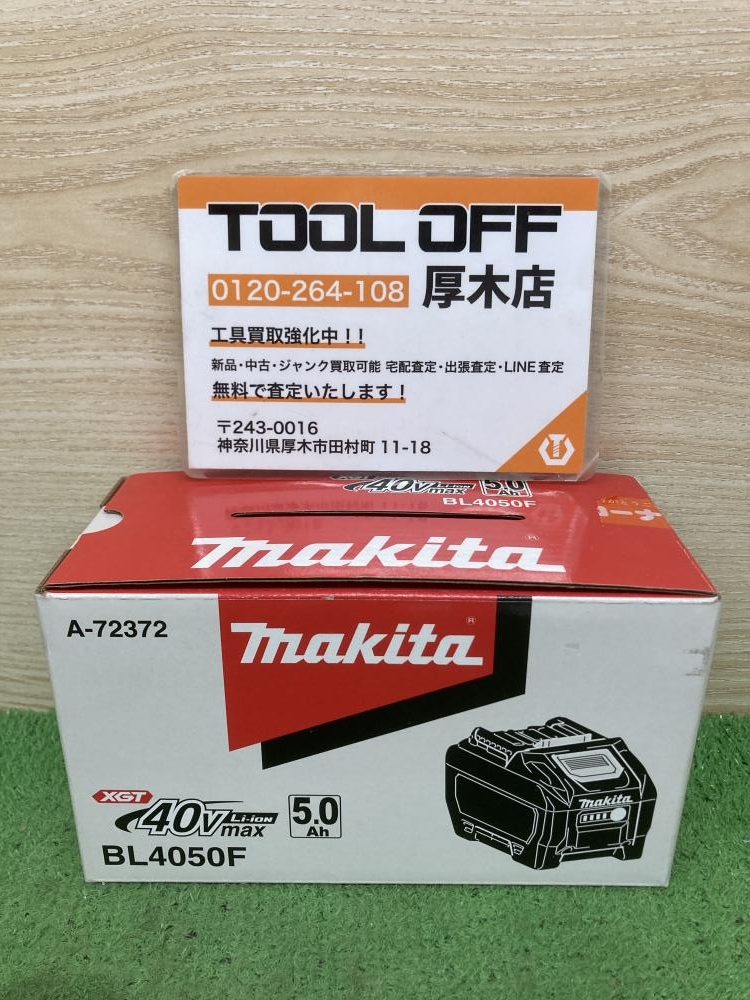 TOOL OFF
0120-264-108 厚木店
工具買取強化中！！
新品・中古・ジャンク買取可能 宅配査定・出張査定・LINE査定
無料で査定いたします！
〒243-0016
神奈川県厚木市田村町 11-18
40Vmax Li-ion 5.0 Ah
BL4050F
makita®
A-72372
makita®
XGT
40Vmax Li-ion 5.0 Ah
BL4050F
makita